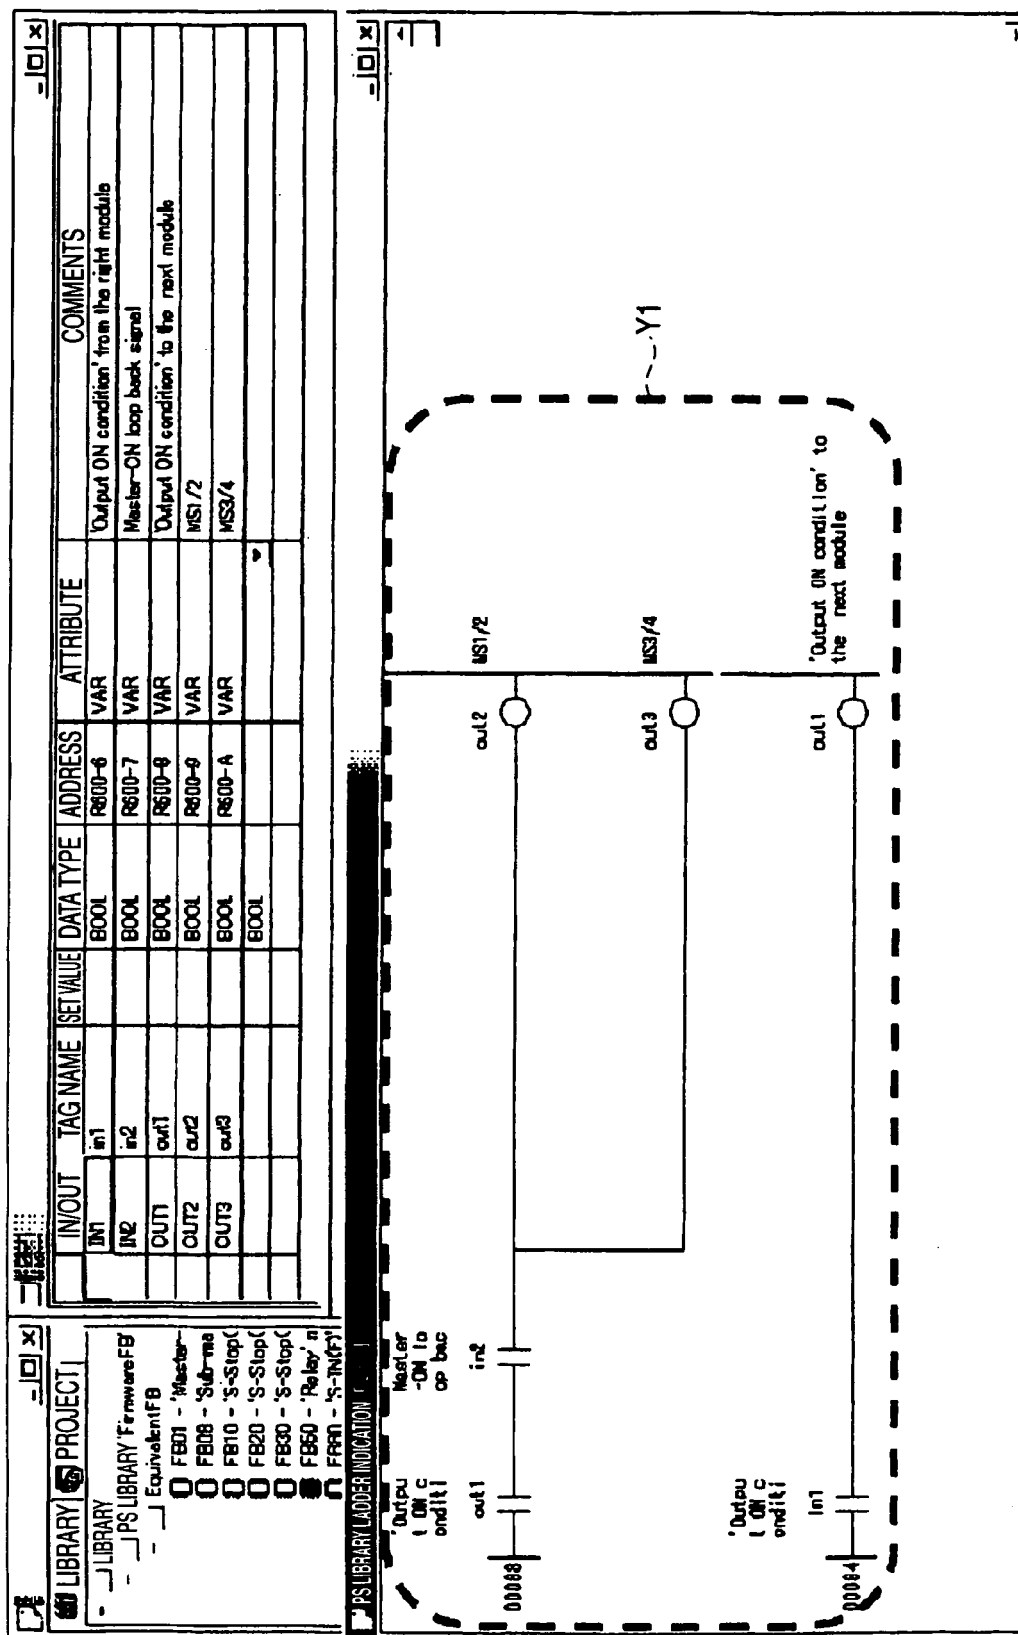 LIBRARY PROJECT
LIBRARY
PS LIBRARY 'FirmwareFB'
EquivalentFB
FB01 - 'Master-
FB08 - 'Sub-ma
FB10 - 'S-Stop(
FB20 - 'S-Stop(
FB30 - 'S-Stop(
FB50 - 'Relay' n
'S-IN(F)'
IN/OUT TAG NAME SET VALUE DATA TYPE ADDRESS ATTRIBUTE COMMENTS
IN1 in1 BOOL R600-6 VAR 'Output ON condition' from the right module
IN2 in2 BOOL R600-7 VAR Master-ON loop back signal
OUT1 out1 BOOL R600-8 VAR 'Output ON condition' to the next module
OUT2 out2 BOOL R600-9 VAR MS1/2
OUT3 out3 BOOL R600-A VAR MS3/4
BOOL
PS LIBRARY LADDER INDICATION
'Outpu
t ON c
onditi
out1
Master
-ON lo
op bac
in2
out2
MS1/2
out3
MS3/4
'Outpu
t ON c
onditi
in1
out1
'Output ON condition' to
the next module
Y1